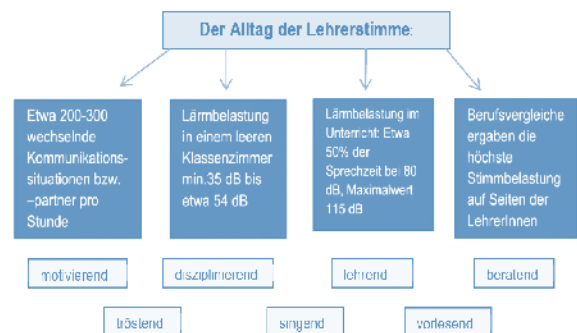 Der Alltag der Lehrerstimme:
Etwa 200-300
wechselnde
Kommunikations-
situationen bzw.
–partner pro
Stunde
Lärmbelastung
in einem leeren
Klassenzimmer
min.35 dB bis
etwa 54 dB
Lärmbelastung im
Unterricht: Etwa
50% der
Sprechzeit bei 80
dB, Maximalwert
115 dB
Berufsvergleiche
ergaben die
höchste
Stimmbelastung
auf Seiten der
LehrerInnen
motivierend
disziplinierend
lehrend
beratend
tröstend
singend
vorlesend